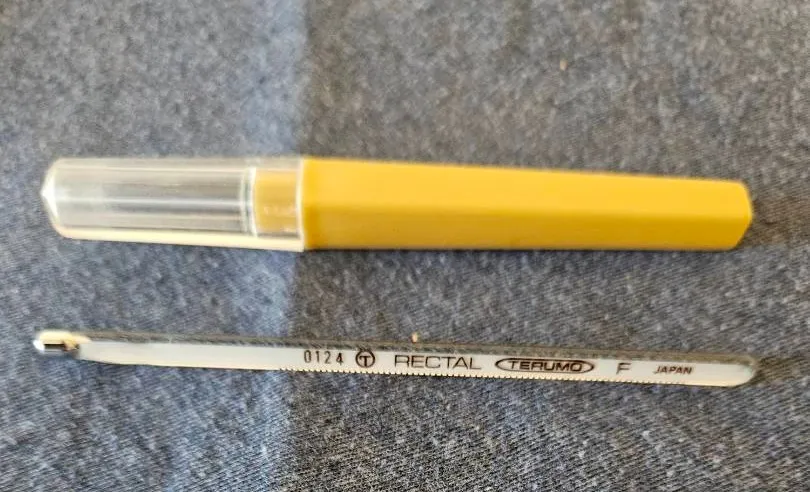 0124 T RECTAL TERUMO F JAPAN